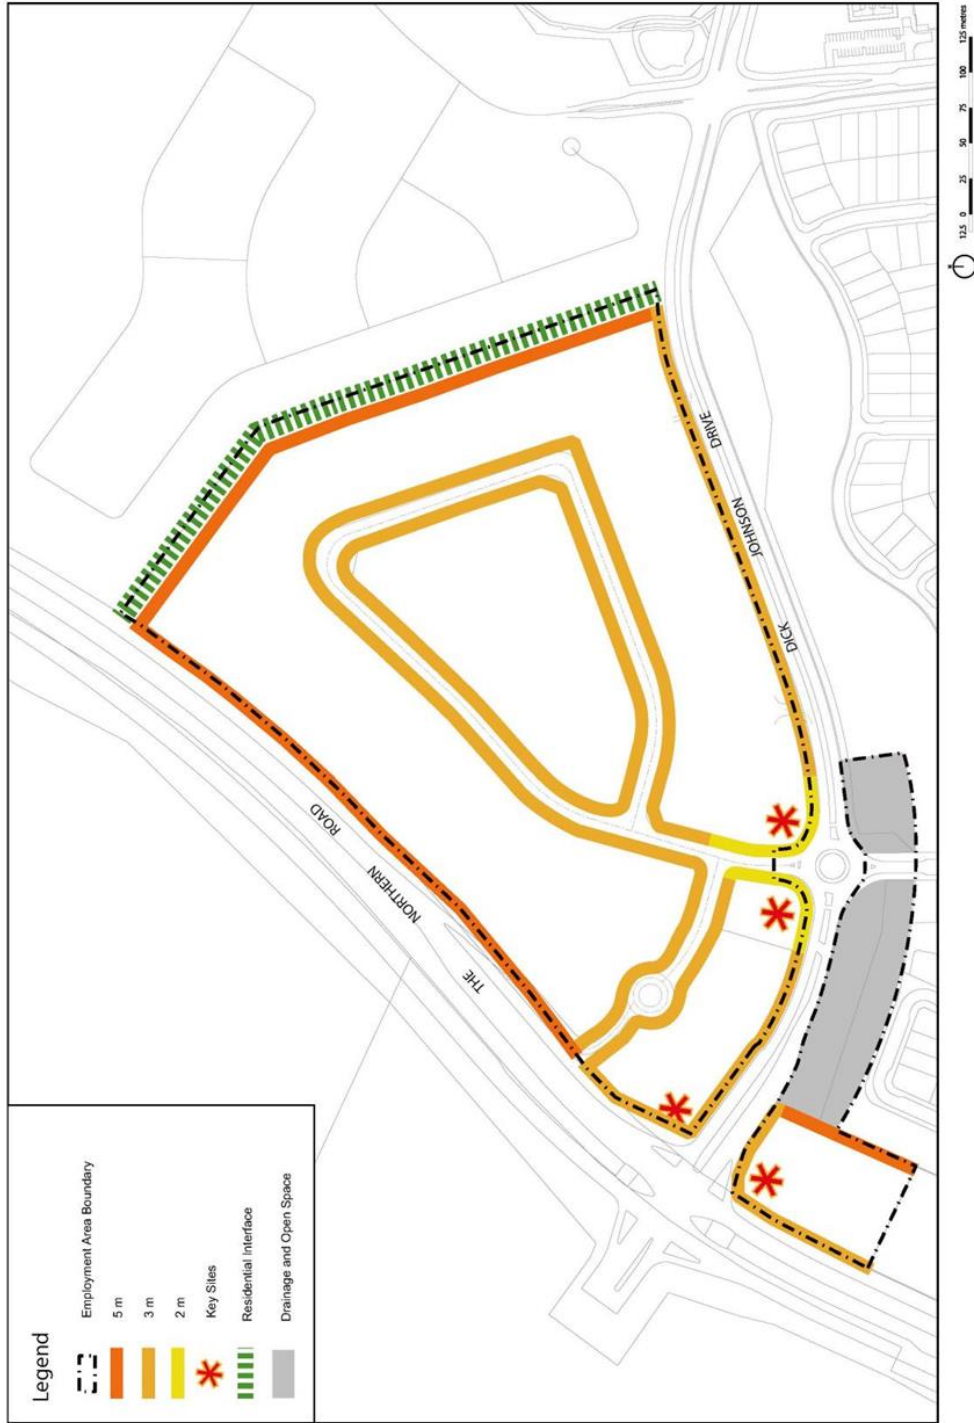 Legend
Employment Area Boundary
5 m
3 m
2 m
Key Sites
Residential Interface
Drainage and Open Space
THE
NORTHERN
ROAD
DICK
JOHNSON
DRIVE
12.5 0 25 50 75 100 125 metres